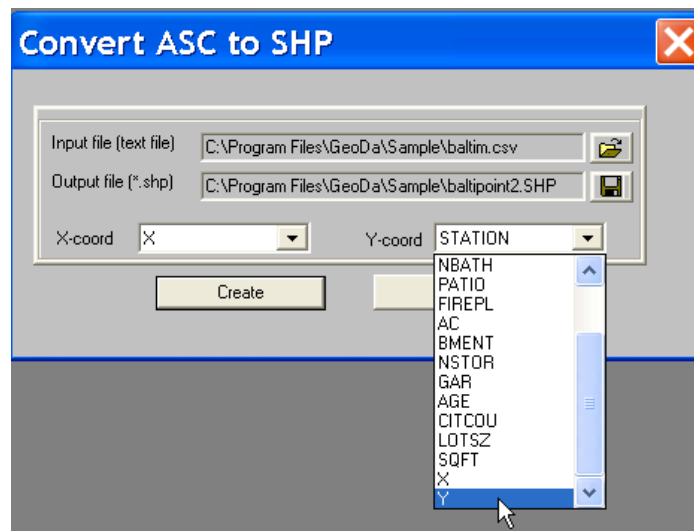 Convert ASC to SHP
Input file (text file) C:\Program Files\GeoDa\Sample\baltim.csv
Output file (*.shp) C:\Program Files\GeoDa\Sample\baltipoint2.SHP
X-coord X Y-coord STATION
Create
NBATH
PATIO
FIREPL
AC
BMENT
NSTOR
GAR
AGE
CITCOU
LOTSZ
SQFT
X
Y